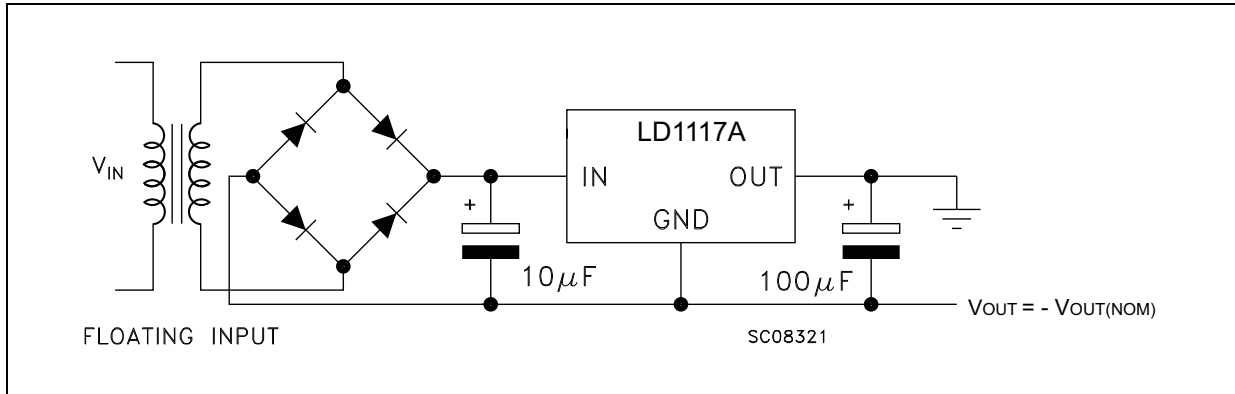 LD1117A
V_IN
IN
OUT
GND
+
+
10μF
100μF
VOUT = - VOUT(NOM)
FLOATING INPUT
SC08321